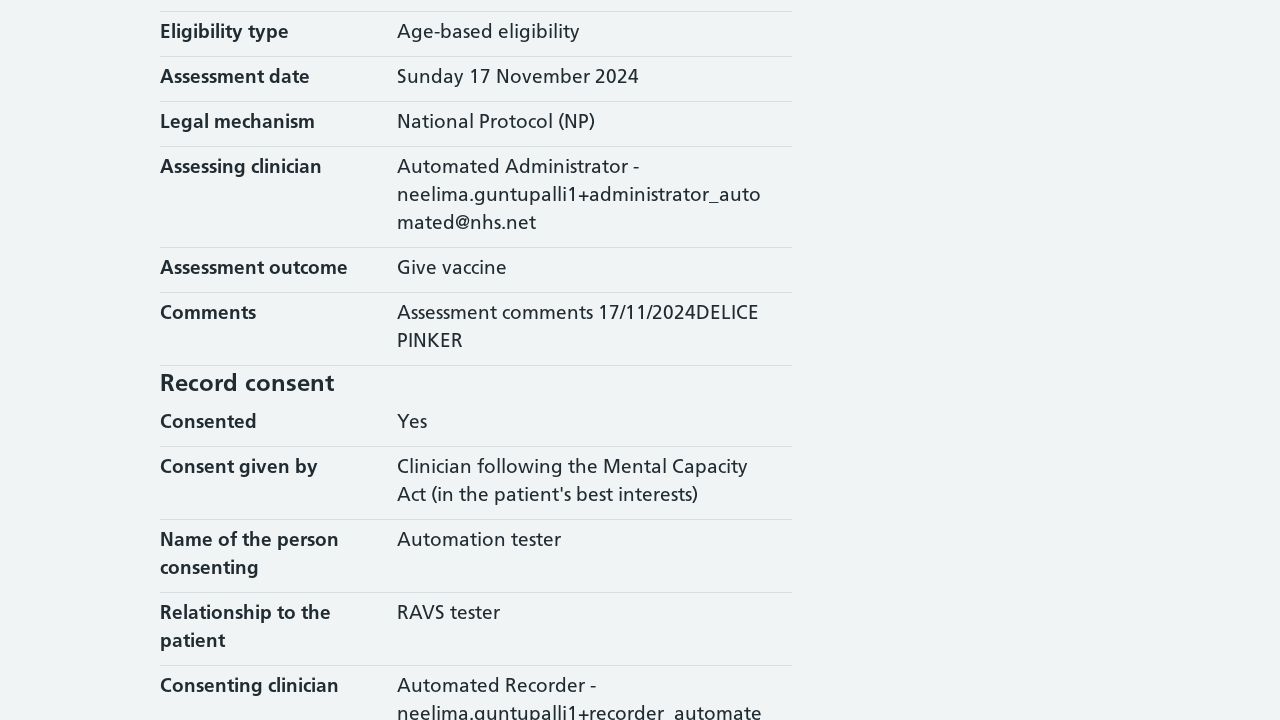 Eligibility type Age-based eligibility
Assessment date Sunday 17 November 2024
Legal mechanism National Protocol (NP)
Assessing clinician Automated Administrator -
neelima.guntupalli1+administrator_auto
mated@nhs.net
Assessment outcome Give vaccine
Comments Assessment comments 17/11/2024DELICE
PINKER
Record consent
Consented Yes
Consent given by Clinician following the Mental Capacity
Act (in the patient's best interests)
Name of the person Automation tester
consenting
Relationship to the RAVS tester
patient
Consenting clinician Automated Recorder -
neelima.guntupalli1+recorder_automate